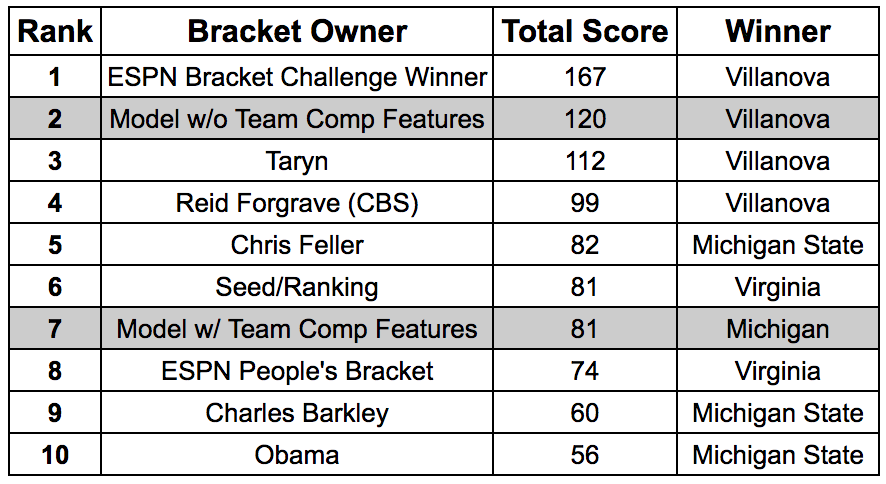 Rank Bracket Owner Total Score Winner
1 ESPN Bracket Challenge Winner 167 Villanova
2 Model w/o Team Comp Features 120 Villanova
3 Taryn 112 Villanova
4 Reid Forgrave (CBS) 99 Villanova
5 Chris Feller 82 Michigan State
6 Seed/Ranking 81 Virginia
7 Model w/ Team Comp Features 81 Michigan
8 ESPN People's Bracket 74 Virginia
9 Charles Barkley 60 Michigan State
10 Obama 56 Michigan State